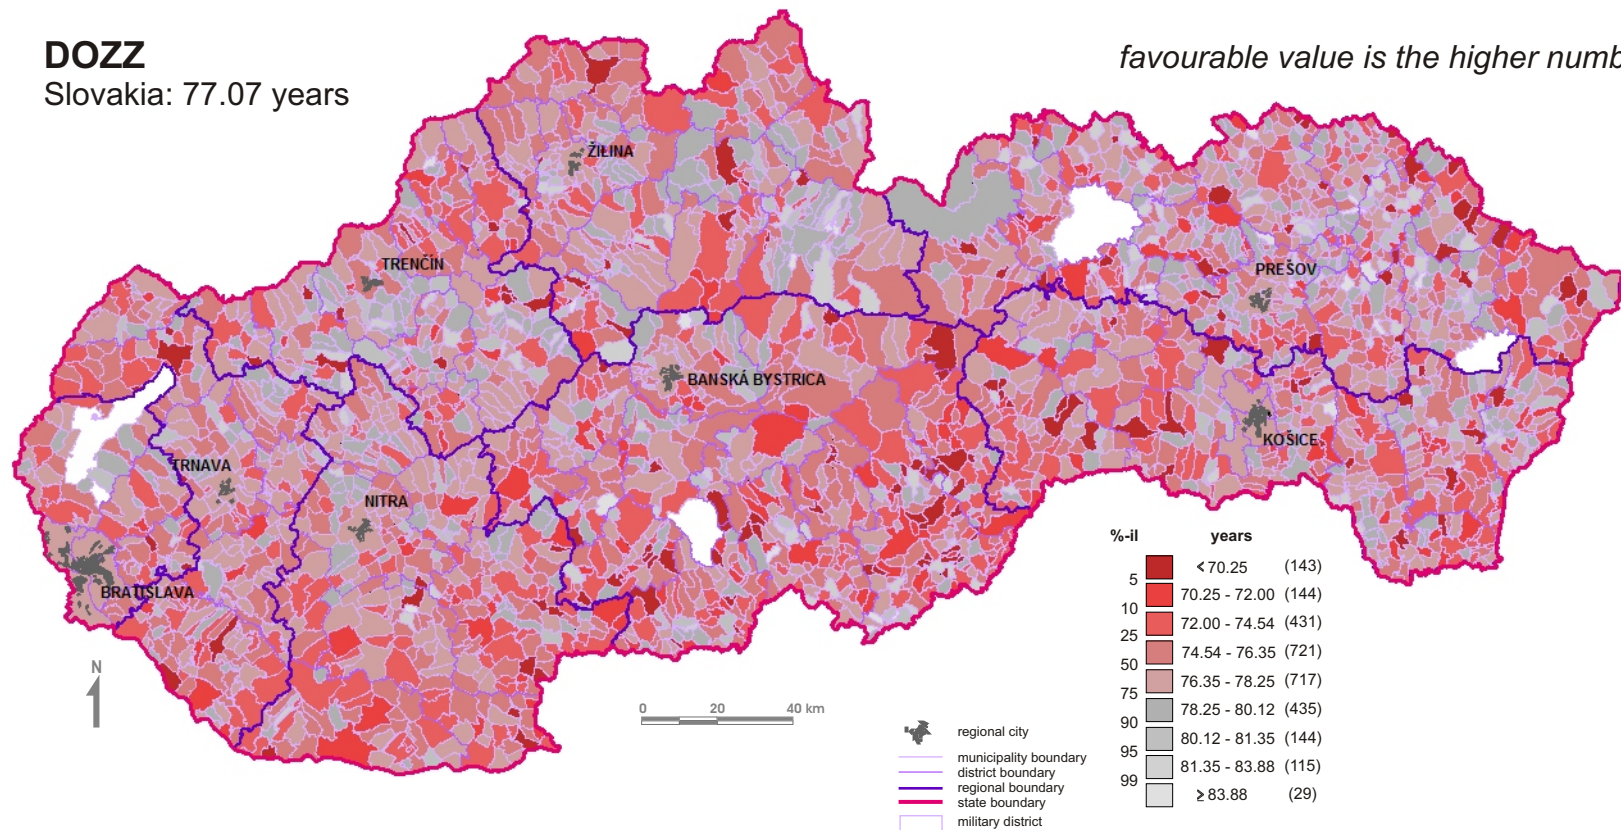 DOZZ
Slovakia: 77.07 years
favourable value is the higher numb
ŽILINA
TRENČÍN
PREŠOV
BANSKÁ BYSTRICA
KOŠICE
TRNAVA
NITRA
BRATISLAVA
N
0 20 40 km
regional city
municipality boundary
district boundary
regional boundary
state boundary
military district
%-il years
< 70.25 (143)
5
70.25 - 72.00 (144)
10
72.00 - 74.54 (431)
25
74.54 - 76.35 (721)
50
76.35 - 78.25 (717)
75
78.25 - 80.12 (435)
90
80.12 - 81.35 (144)
95
81.35 - 83.88 (115)
99
≥ 83.88 (29)